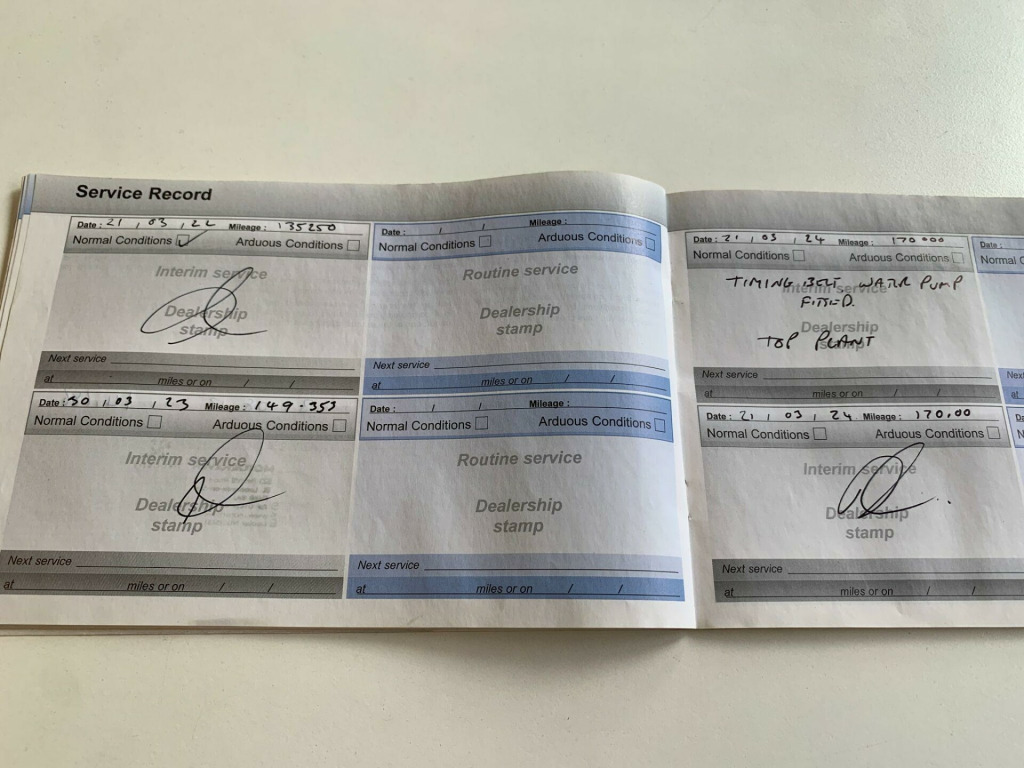 Service Record
Date: 21 / 03 / 22 Mileage: 135250
Normal Conditions Arduous Conditions
Interim service
Dealership
stamp
Next service
at miles or on / /
Date: / / Mileage:
Normal Conditions Arduous Conditions
Routine service
Dealership
stamp
Next service
at miles or on / /
Date: 30 / 03 / 23 Mileage: 149.353
Normal Conditions Arduous Conditions
Interim service
Dealership
stamp
Next service
at miles or on / /
Date: / / Mileage:
Normal Conditions Arduous Conditions
Routine service
Dealership
stamp
Next service
at miles or on / /
Date: 21 / 03 / 24 Mileage: 170 000
Normal Conditions Arduous Conditions
Interim service
TIMING BELT WATR PUMP
FITTED.
Dealership
stamp
TOP PLANT
Next service
at miles or on / /
Date: 21 / 03 / 24 Mileage: 170,00
Normal Conditions Arduous Conditions
Interim service
Dealership
stamp
Next service
at miles or on / /
Date: